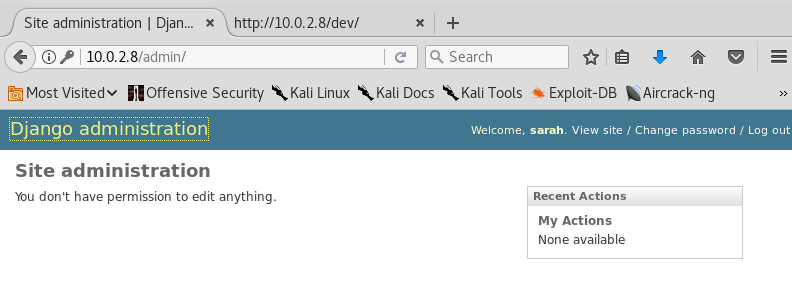 Site administration | Djan...
http://10.0.2.8/dev/
10.0.2.8/admin/
Search
Most Visited
Offensive Security
Kali Linux
Kali Docs
Kali Tools
Exploit-DB
Aircrack-ng
»
Django administration
Welcome, sarah. View site / Change password / Log out
Site administration
You don't have permission to edit anything.
Recent Actions
My Actions
None available